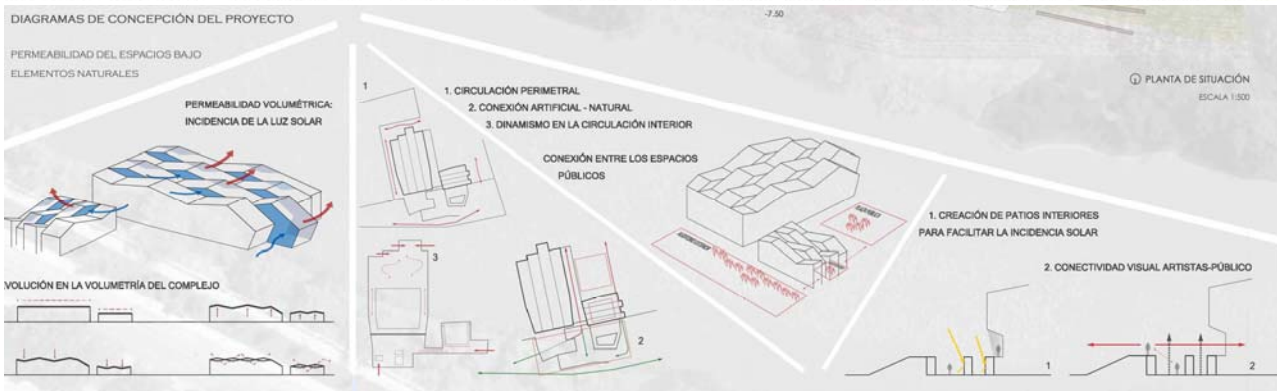 DIAGRAMAS DE CONCEPCIÓN DEL PROYECTO
PERMEABILIDAD DEL ESPACIOS BAJO
ELEMENTOS NATURALES
PERMEABILIDAD VOLUMÉTRICA:
INCIDENCIA DE LA LUZ SOLAR
VOLUCIÓN EN LA VOLUMETRÍA DEL COMPLEJO
1
1. CIRCULACIÓN PERIMETRAL
2. CONEXIÓN ARTIFICIAL - NATURAL
3. DINAMISMO EN LA CIRCULACIÓN INTERIOR
CONEXIÓN ENTRE LOS ESPACIOS
PÚBLICOS
3
2
-7.50
PLANTA DE SITUACIÓN
ESCALA 1:500
1. CREACIÓN DE PATIOS INTERIORES
PARA FACILITAR LA INCIDENCIA SOLAR
2. CONECTIVIDAD VISUAL ARTISTAS-PÚBLICO
1
2